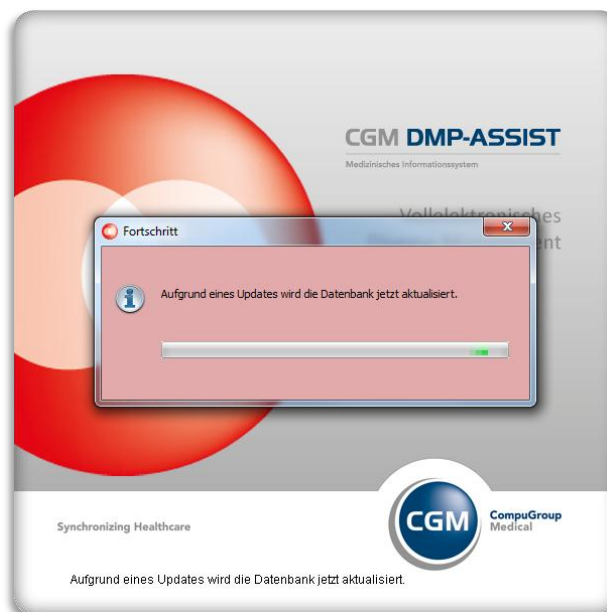 CGM DMP-ASSIST
Medizinisches Informationssystem
Vollelektronisches
Fortschritt
Aufgrund eines Updates wird die Datenbank jetzt aktualisiert.
CGM
CompuGroup
Medical
Synchronizing Healthcare
Aufgrund eines Updates wird die Datenbank jetzt aktualisiert.